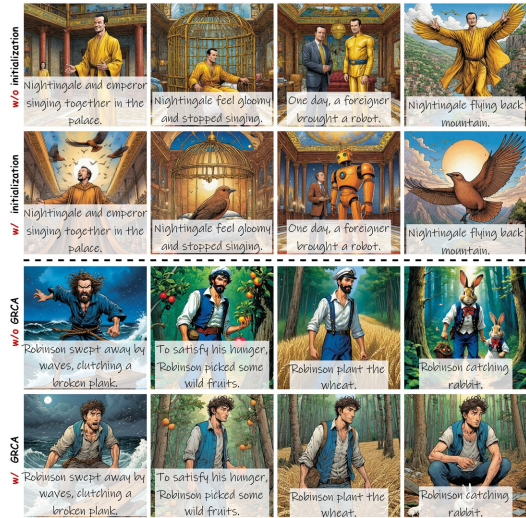 w/o initialization
Nightingale and emperor
singing together in the
palace.
Nightingale feel gloomy
and stopped singing.
One day, a foreigner
brought a robot.
Nightingale flying back
mountain.
w/ initialization
Nightingale and emperor
singing together in the
palace.
Nightingale feel gloomy
and stopped singing.
One day, a foreigner
brought a robot.
Nightingale flying back
mountain.
w/o GRCA
Robinson swept away by
waves, clutching a
broken plank.
To satisfy his hunger,
Robinson picked some
wild fruits.
Robinson plant the
wheat.
Robinson catching
rabbit.
w/ GRCA
Robinson swept away by
waves, clutching a
broken plank.
To satisfy his hunger,
Robinson picked some
wild fruits.
Robinson plant the
wheat.
Robinson catching
rabbit.